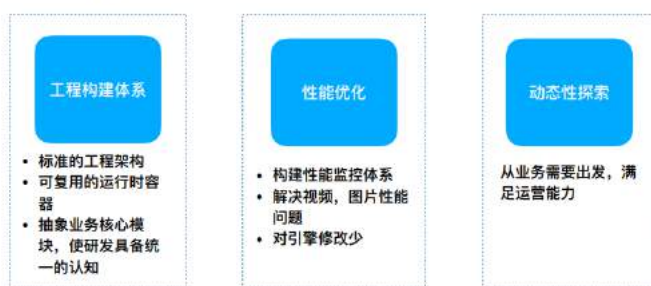 工程构建体系
• 标准的工程架构
• 可复用的运行时容
器
• 抽象业务核心模
块，使研发具备统
一的认知
性能优化
• 构建性能监控体系
• 解决视频，图片性能
问题
• 对引擎修改少
动态性探索
从业务需要出发，满
足运营能力